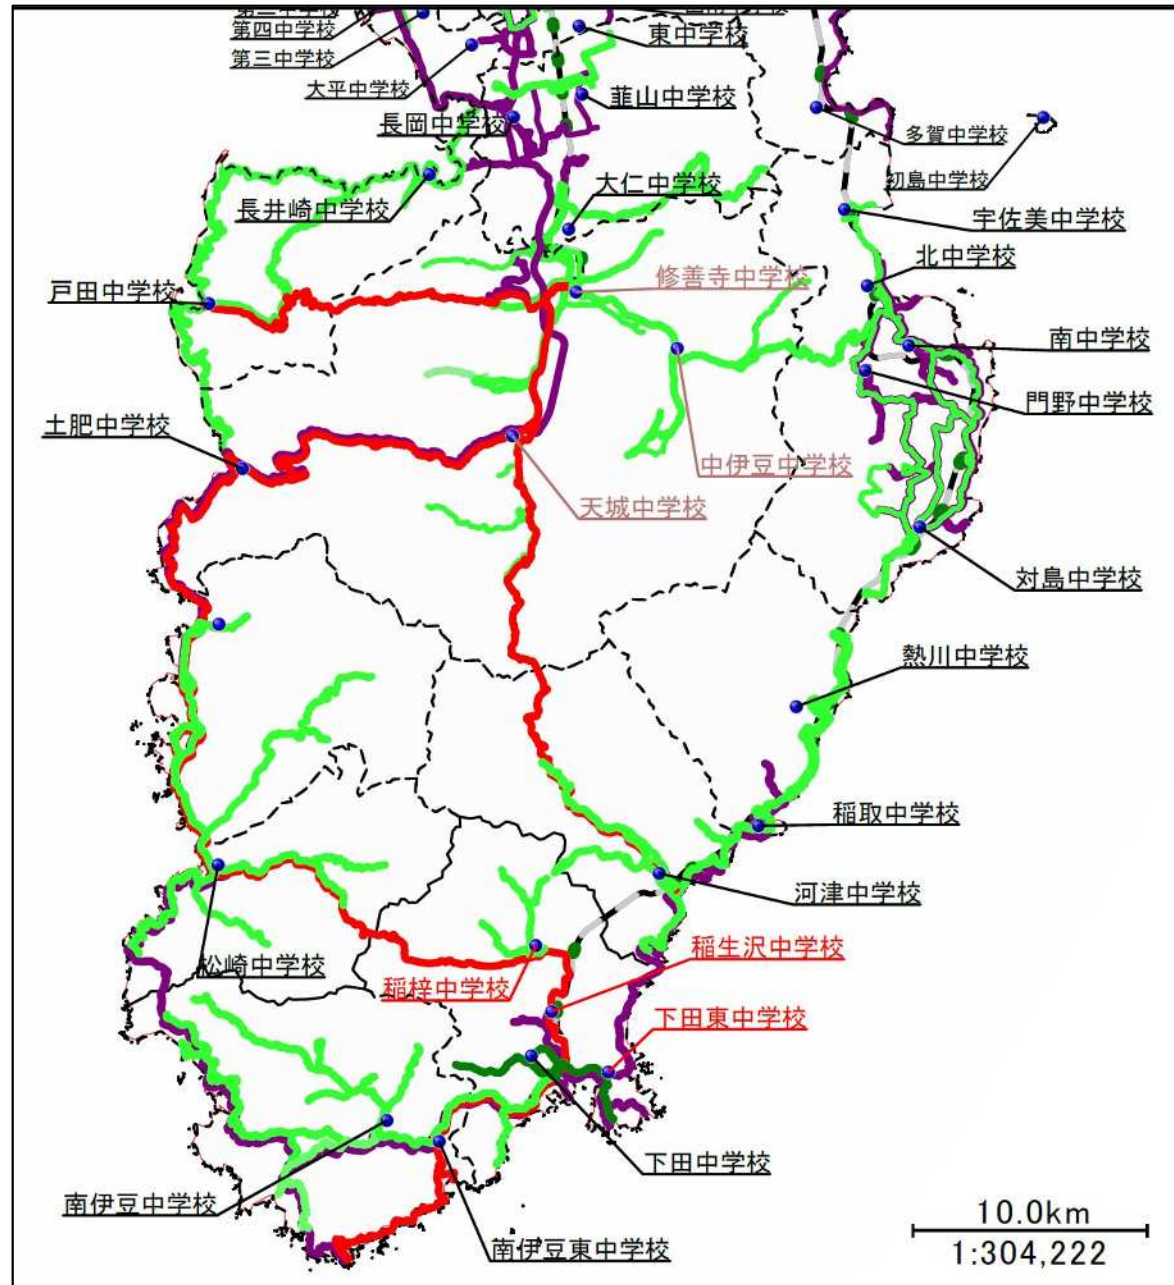 第四中学校
東中学校
第三中学校
大平中学校
韮山中学校
長岡中学校
多賀中学校
初島中学校
大仁中学校
長井崎中学校
宇佐美中学校
北中学校
修善寺中学校
戸田中学校
南中学校
門野中学校
土肥中学校
中伊豆中学校
天城中学校
対島中学校
熱川中学校
稲取中学校
河津中学校
稲生沢中学校
松崎中学校
稲梓中学校
下田東中学校
下田中学校
南伊豆中学校
南伊豆東中学校
10.0km
1:304,222